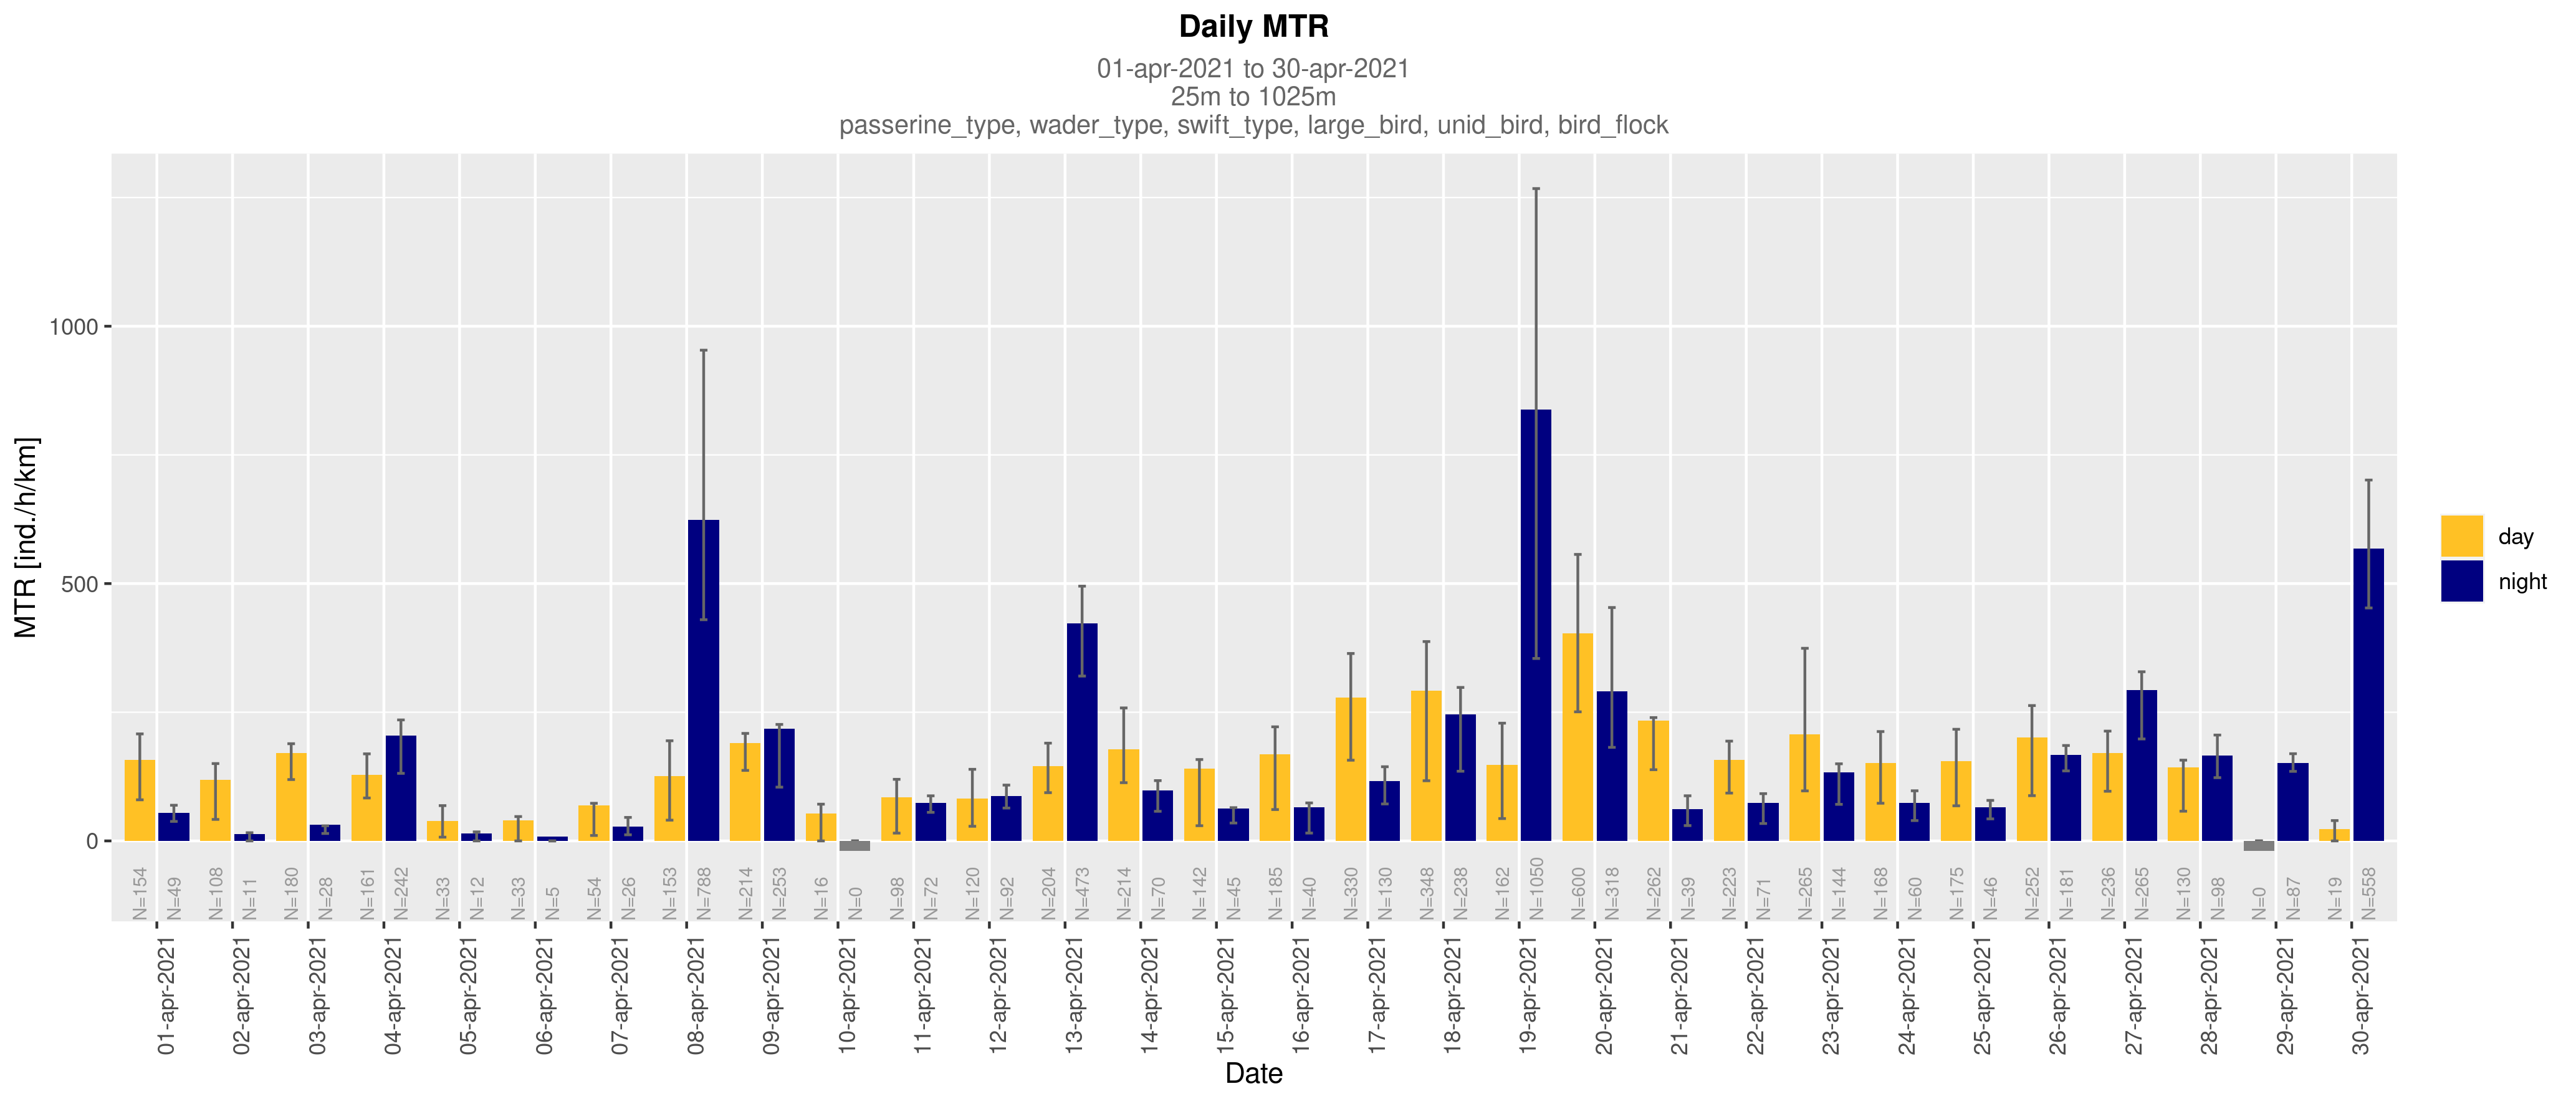 Daily MTR
01-apr-2021 to 30-apr-2021
25m to 1025m
passerine_type, wader_type, swift_type, large_bird, unid_bird, bird_flock
MTR [ind./h/km]
1000
500
0
day
night
N=154 N=49 N=108 N=11 N=180 N=28 N=161 N=242 N=33 N=12 N=33 N=5 N=54 N=26 N=153 N=788 N=214 N=253 N=16 N=0 N=98 N=72 N=120 N=92 N=204 N=473 N=214 N=70 N=142 N=45 N=185 N=40 N=330 N=130 N=348 N=238 N=162 N=1050 N=600 N=318 N=262 N=39 N=223 N=71 N=265 N=144 N=168 N=60 N=175 N=46 N=252 N=181 N=236 N=265 N=130 N=98 N=0 N=87 N=19 N=558
01-apr-2021 02-apr-2021 03-apr-2021 04-apr-2021 05-apr-2021 06-apr-2021 07-apr-2021 08-apr-2021 09-apr-2021 10-apr-2021 11-apr-2021 12-apr-2021 13-apr-2021 14-apr-2021 15-apr-2021 16-apr-2021 17-apr-2021 18-apr-2021 19-apr-2021 20-apr-2021 21-apr-2021 22-apr-2021 23-apr-2021 24-apr-2021 25-apr-2021 26-apr-2021 27-apr-2021 28-apr-2021 29-apr-2021 30-apr-2021
Date